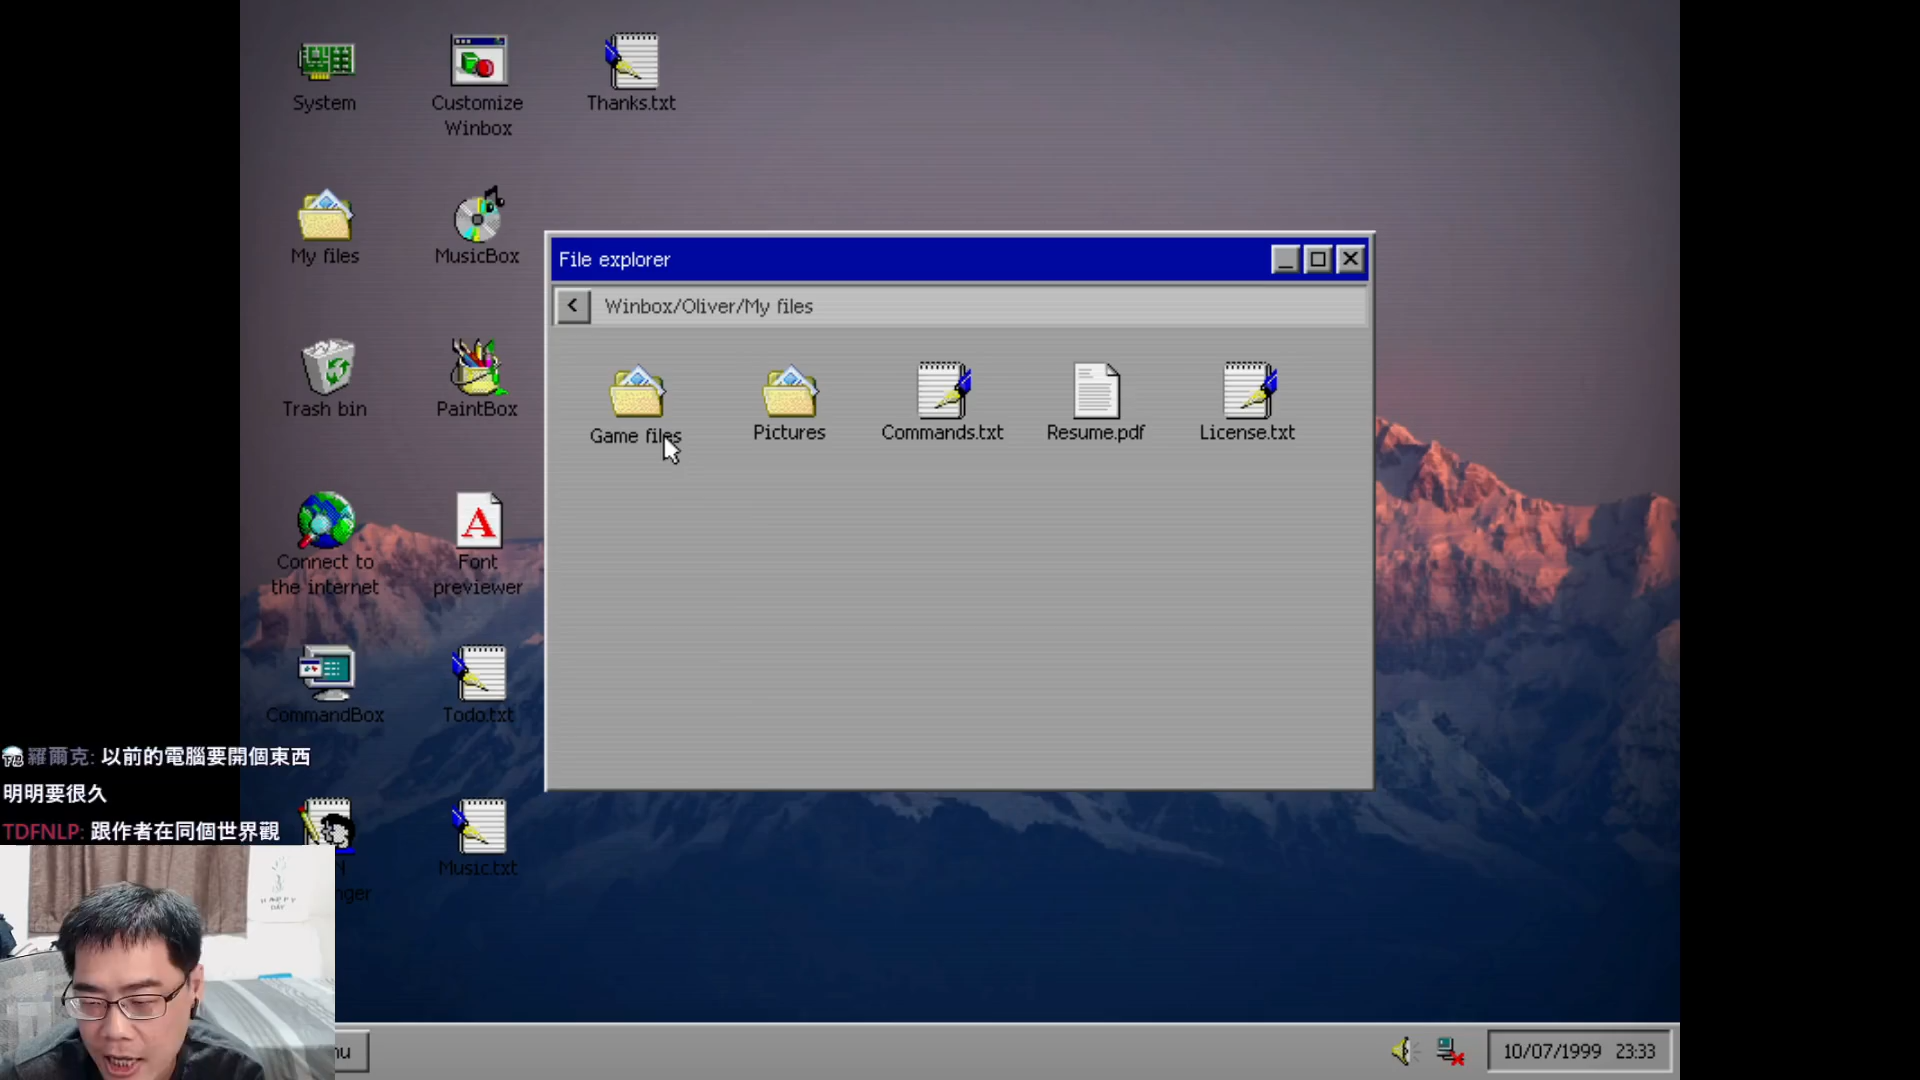 System
Customize
Winbox
Thanks.txt
My files
MusicBox
File explorer
Winbox/Oliver/My files
Game files
Pictures
Commands.txt
Resume.pdf
License.txt
Trash bin
PaintBox
Connect to
the internet
Font
previewer
CommandBox
Todo.txt
羅爾克: 以前的電腦要開個東西
明明要很久
TDFNLP: 跟作者在同個世界觀
Music.txt
HAPPY
DAY
10/07/1999 23:33